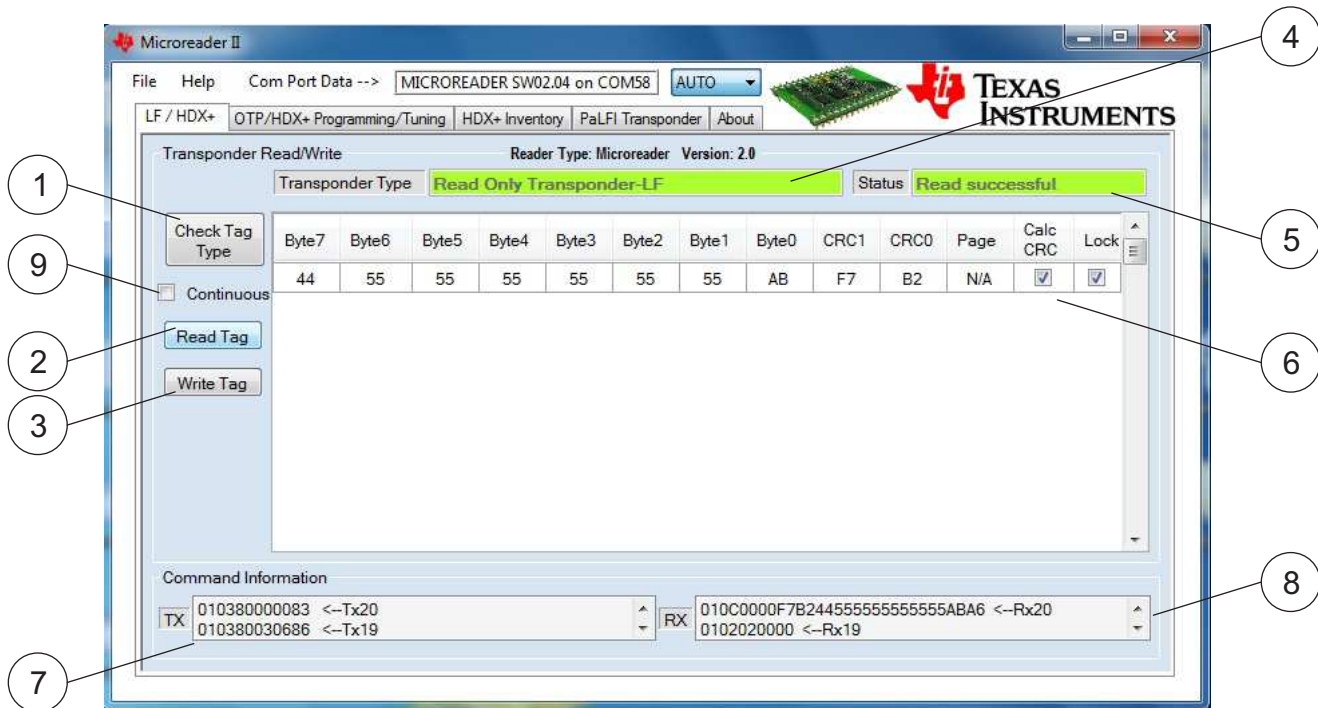 4
Microreader II
File Help Com Port Data --> MICROREADER SW02.04 on COM58 AUTO
TEXAS
INSTRUMENTS
LF / HDX+ OTP/HDX+ Programming/Tuning HDX+ Inventory PaLFI Transponder About
Transponder Read/Write Reader Type: Microreader Version: 2.0
1
Transponder Type Read Only Transponder-LF Status Read successful
5
Check Tag
Type
Byte7 Byte6 Byte5 Byte4 Byte3 Byte2 Byte1 Byte0 CRC1 CRC0 Page Calc CRC Lock
9
44 55 55 55 55 55 55 AB F7 B2 N/A
Continuous
2
Read Tag
6
Write Tag
3
Command Information
8
TX 010380000083 <--Tx20
010380030686 <--Tx19
RX 010C0000F7B244555555555555ABA6 <--Rx20
0102020000 <--Rx19
7